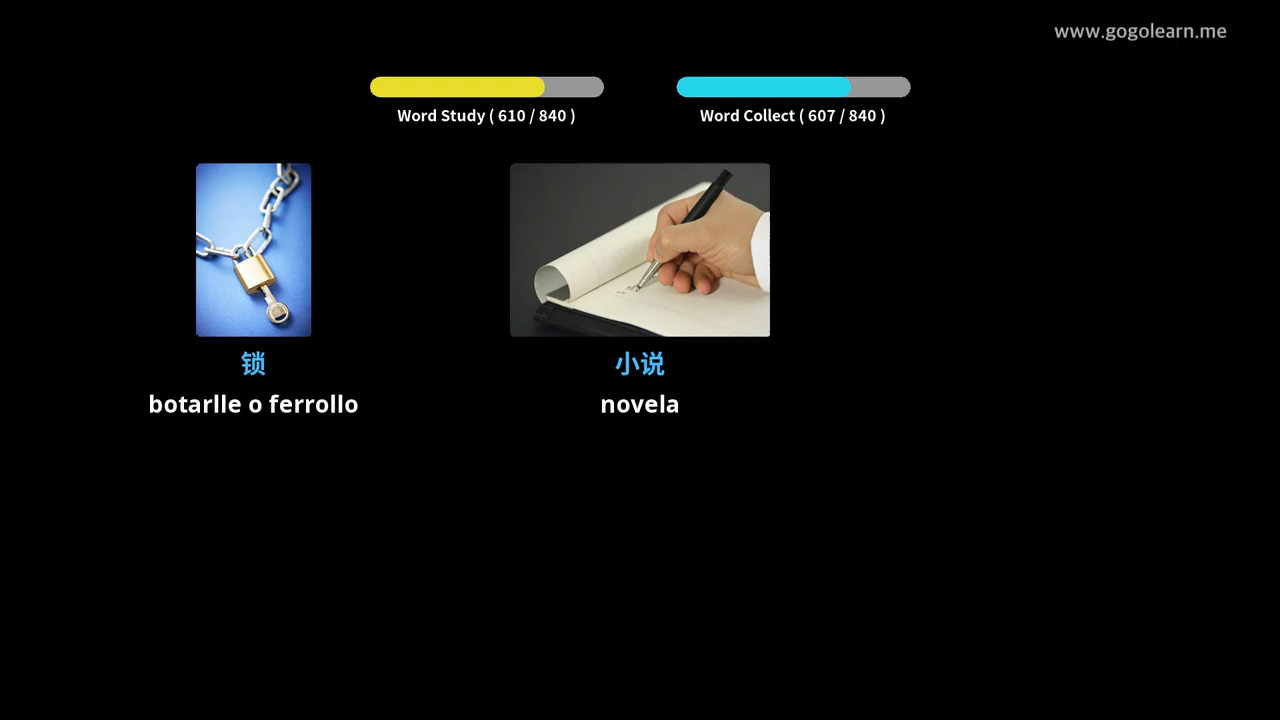 www.gogolearn.me
Word Study ( 610 / 840 )
Word Collect ( 607 / 840 )
锁
botarlle o ferrollo
小说
novela